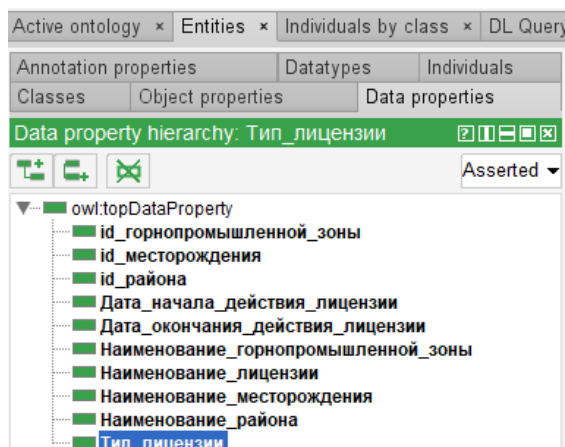 Active ontology × Entities × Individuals by class × DL Query
Annotation properties Datatypes Individuals
Classes Object properties Data properties
Data property hierarchy: Тип_лицензии
Asserted
owl:topDataProperty
id_горнопромышленной_зоны
id_месторождения
id_района
Дата_начала_действия_лицензии
Дата_окончания_действия_лицензии
Наименование_горнопромышленной_зоны
Наименование_лицензии
Наименование_месторождения
Наименование_района
Тип_лицензии